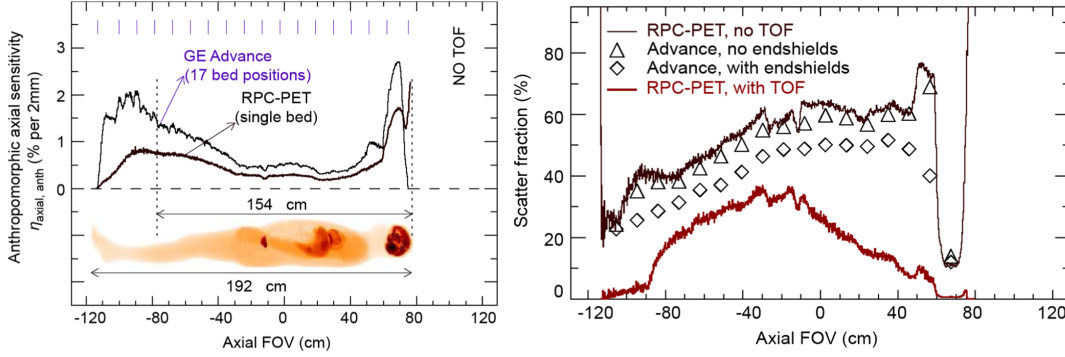 Anthropomorphic axial sensitivity
η axial, anth (% per 2mm)
3
2
1
0
GE Advance
(17 bed positions)
RPC-PET
(single bed)
NO TOF
154 cm
192 cm
-120 -80 -40 0 40 80 120
Axial FOV (cm)
Scatter fraction (%)
80
60
40
20
0
RPC-PET, no TOF
Advance, no endshields
Advance, with endshields
RPC-PET, with TOF
-120 -80 -40 0 40 80 120
Axial FOV (cm)